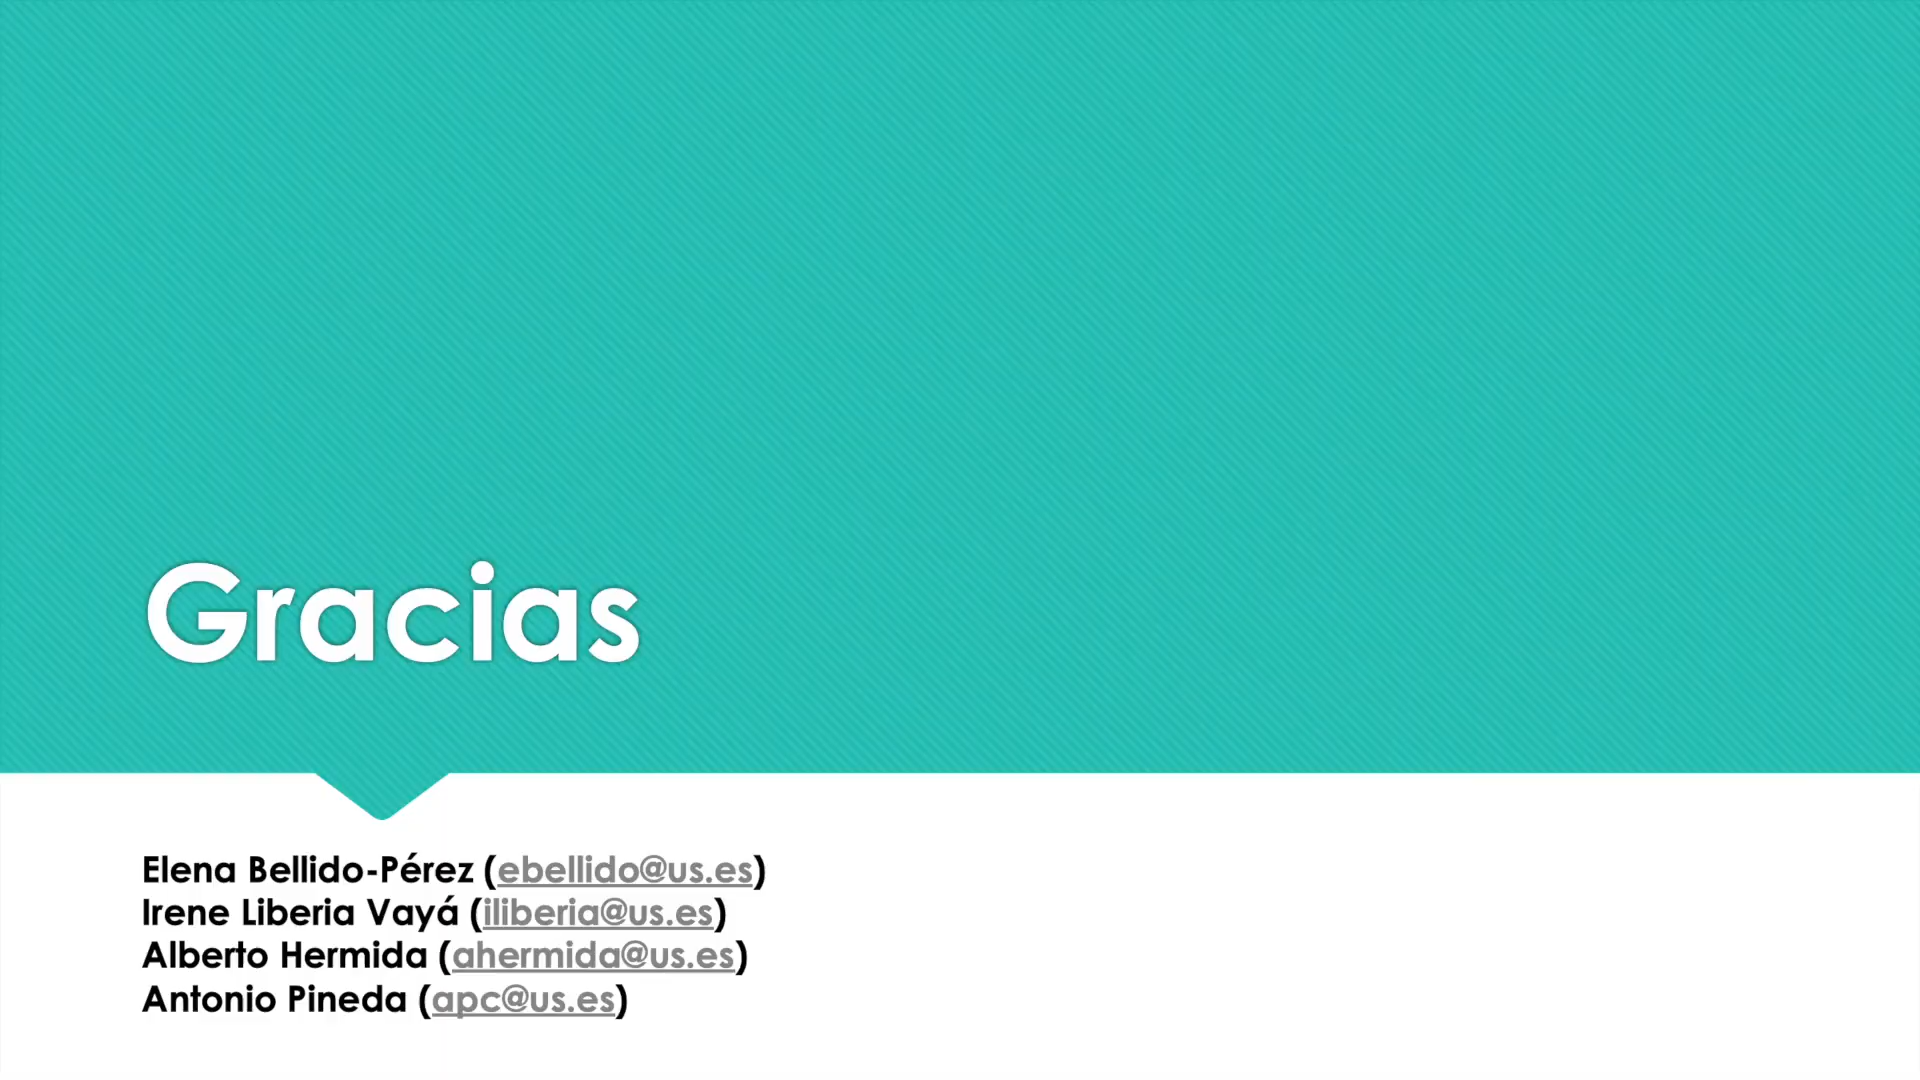 Gracias
Elena Bellido-Pérez (ebellido@us.es)
Irene Liberia Vayá (iliberia@us.es)
Alberto Hermida (ahermida@us.es)
Antonio Pineda (apc@us.es)